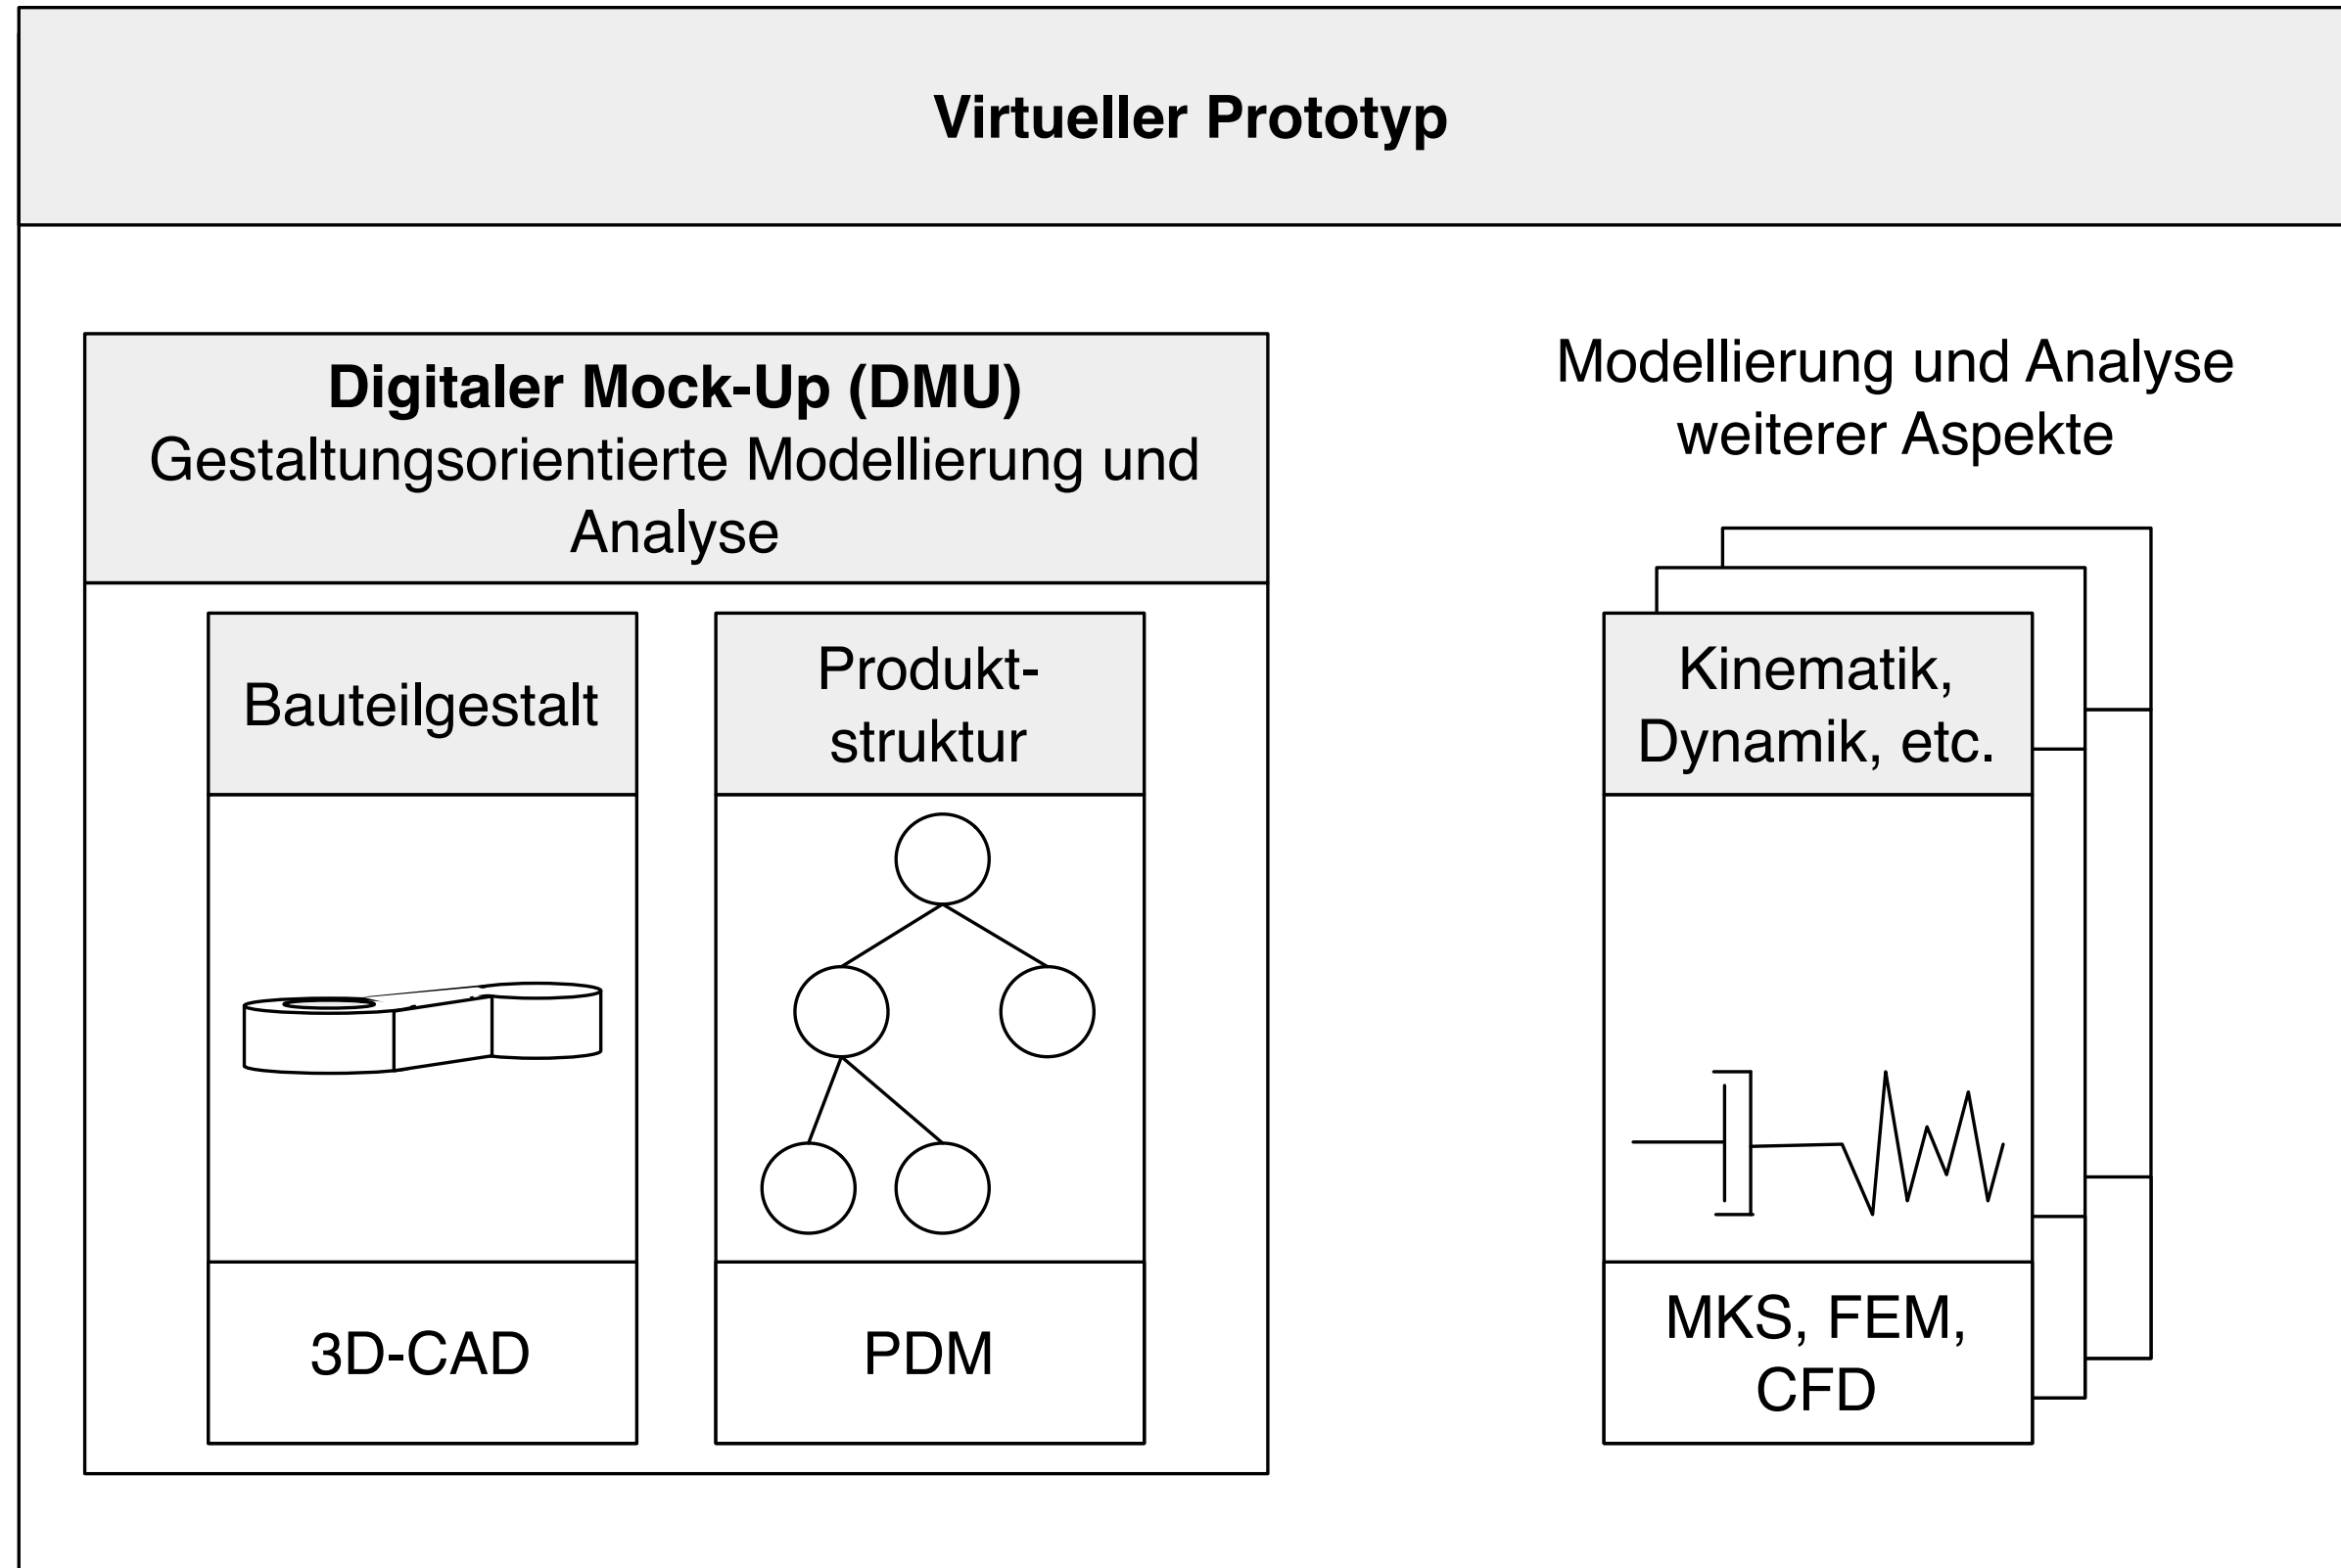 Virtueller Prototyp
Digitaler Mock-Up (DMU)
Gestaltungsorientierte Modellierung und
Analyse
Bauteilgestalt
3D-CAD
Produkt-
struktur
PDM
Modellierung und Analyse
weiterer Aspekte
Kinematik,
Dynamik, etc.
MKS, FEM,
CFD